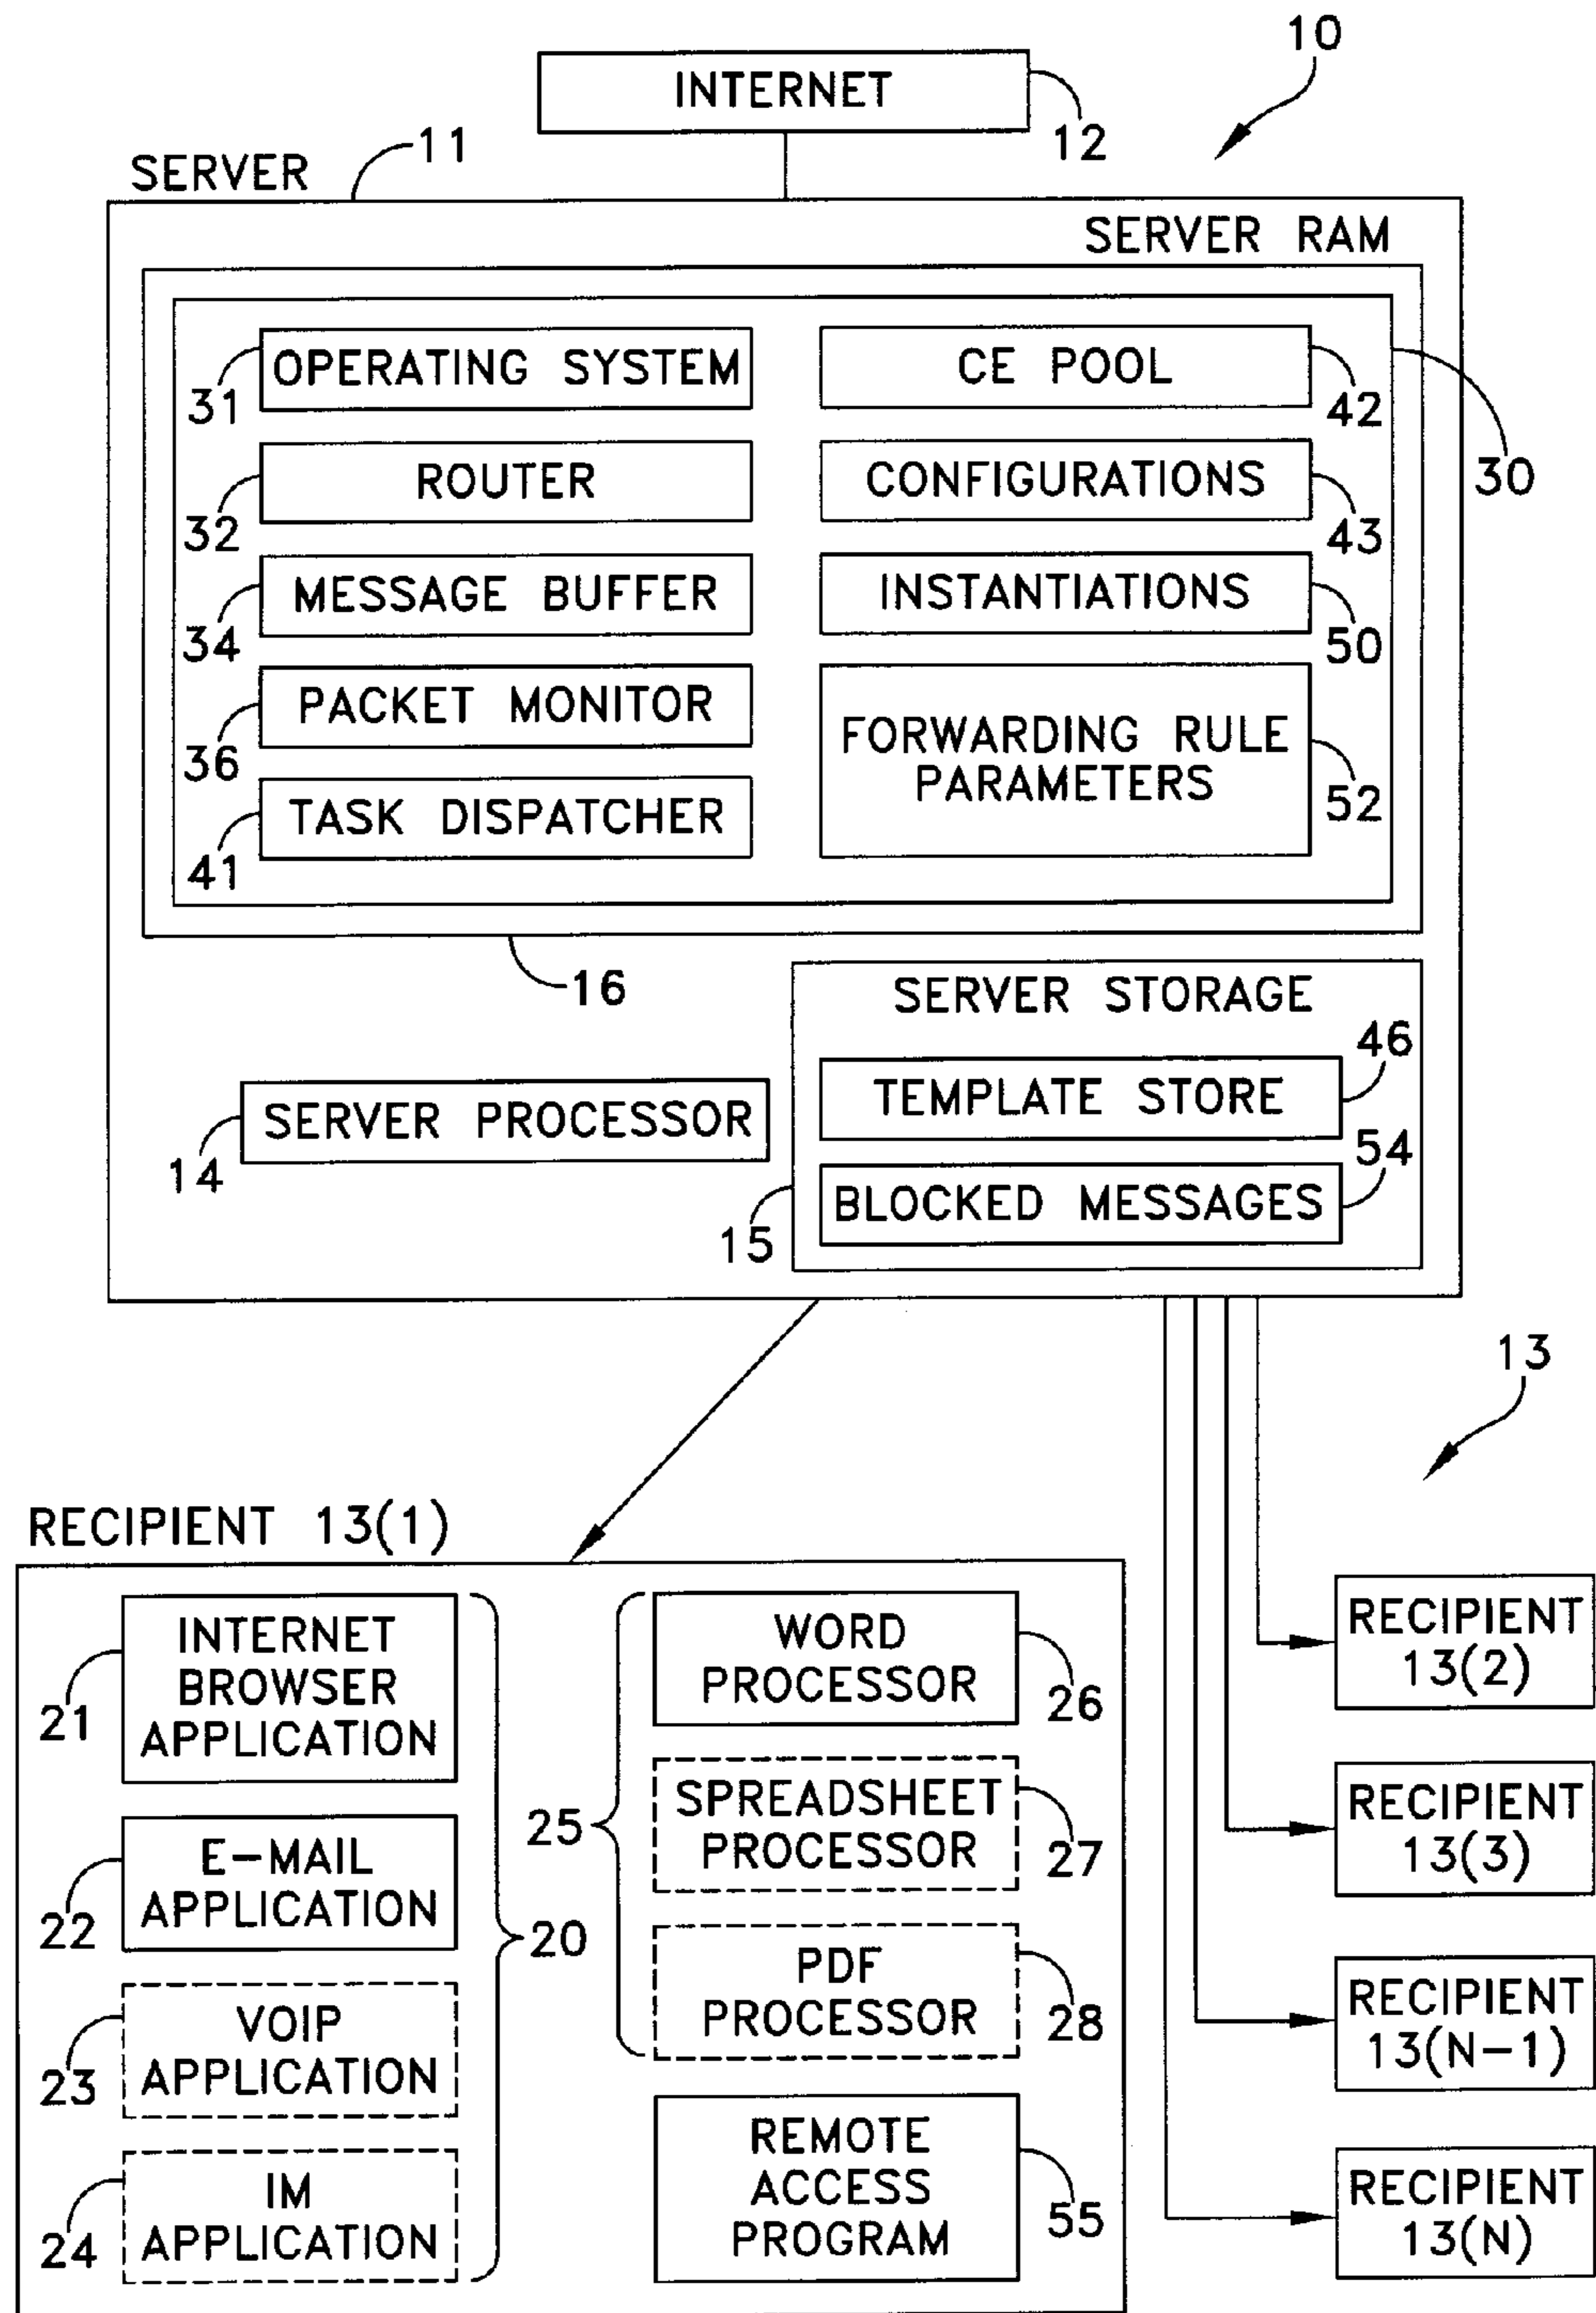 10
INTERNET
12
11
SERVER
SERVER RAM
OPERATING SYSTEM
31
CE POOL
42
30
ROUTER
32
CONFIGURATIONS
43
MESSAGE BUFFER
34
INSTANTIATIONS
50
PACKET MONITOR
36
FORWARDING RULE
PARAMETERS
52
TASK DISPATCHER
41
16
SERVER STORAGE
46
TEMPLATE STORE
SERVER PROCESSOR
14
54
BLOCKED MESSAGES
15
13
RECIPIENT 13(1)
INTERNET
BROWSER
APPLICATION
21
E-MAIL
APPLICATION
22
VOIP
APPLICATION
23
IM
APPLICATION
24
20
25
WORD
PROCESSOR
26
SPREADSHEET
PROCESSOR
27
PDF
PROCESSOR
28
REMOTE
ACCESS
PROGRAM
55
RECIPIENT
13(2)
RECIPIENT
13(3)
RECIPIENT
13(N-1)
RECIPIENT
13(N)